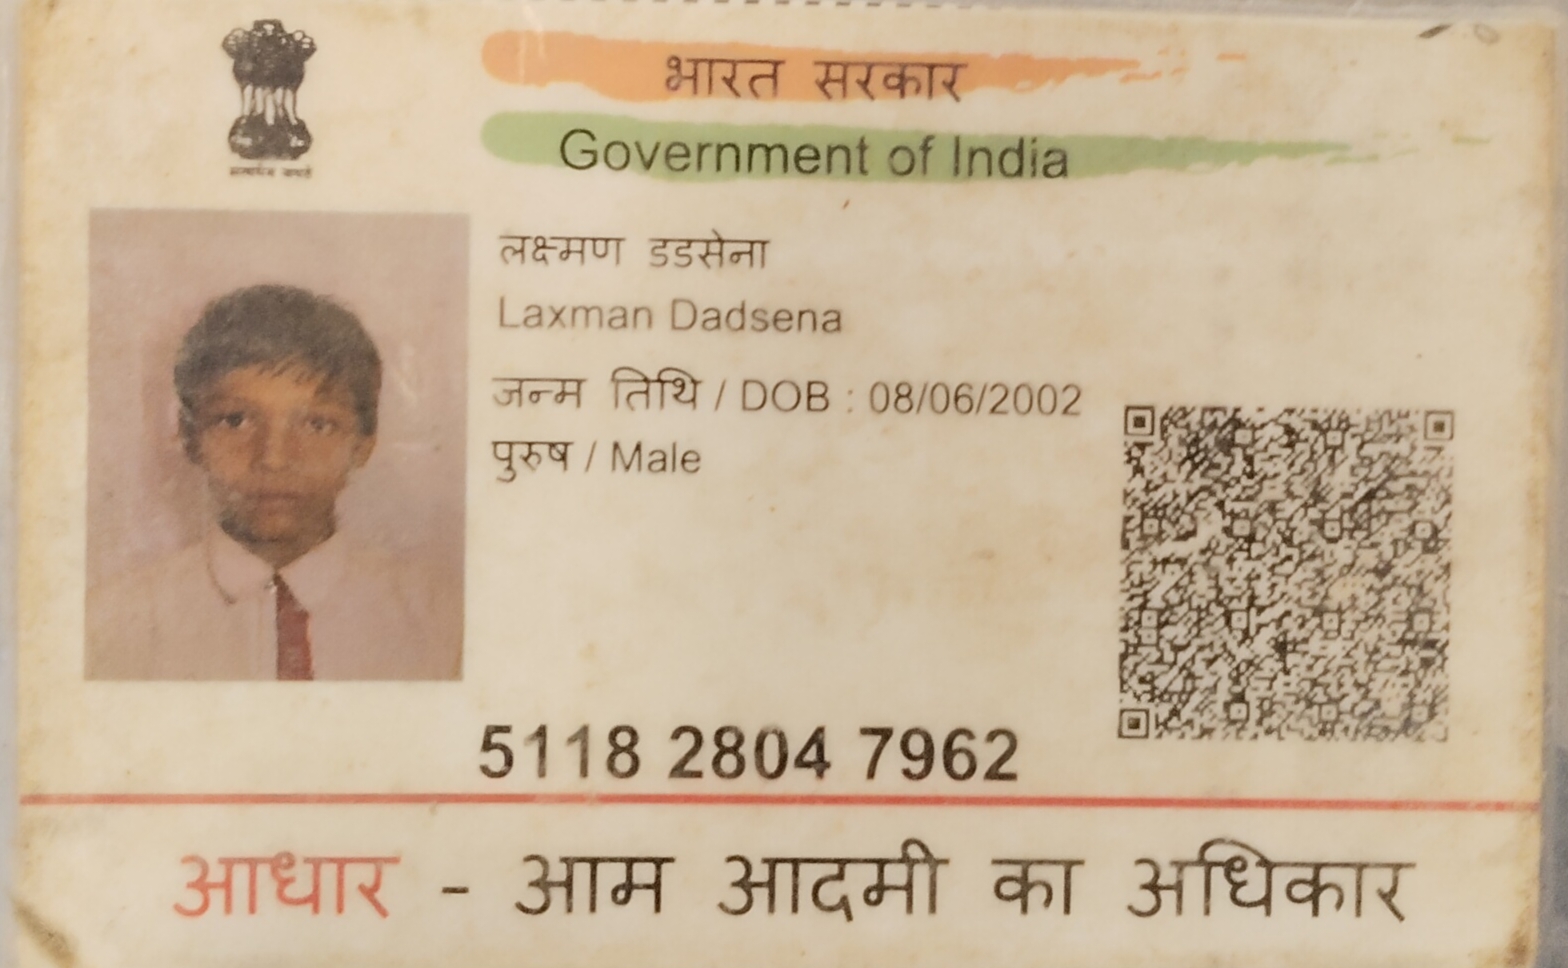 भारत सरकार
Government of India
लक्ष्मण डडसेना
Laxman Dadsena
जन्म तिथि / DOB : 08/06/2002
पुरुष / Male
5118 2804 7962
आधार - आम आदमी का अधिकार